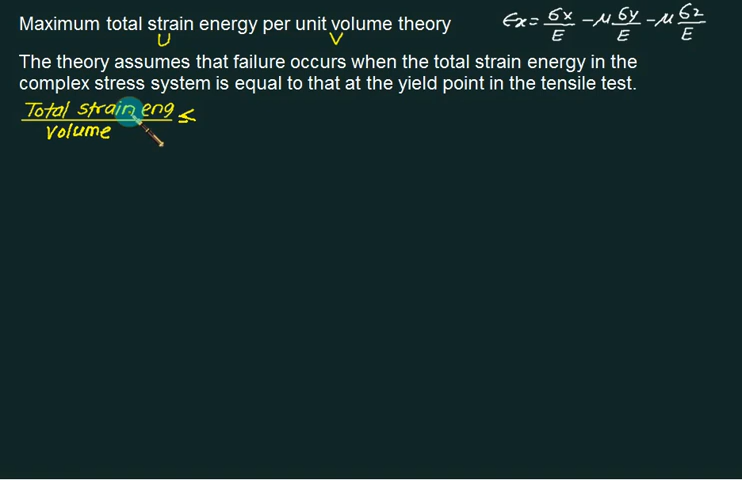 Maximum total strain energy per unit volume theory
U V
Єx = σx/E - μ σy/E - μ σz/E
The theory assumes that failure occurs when the total strain energy in the
complex stress system is equal to that at the yield point in the tensile test.
Total strain eng ≤
Volume